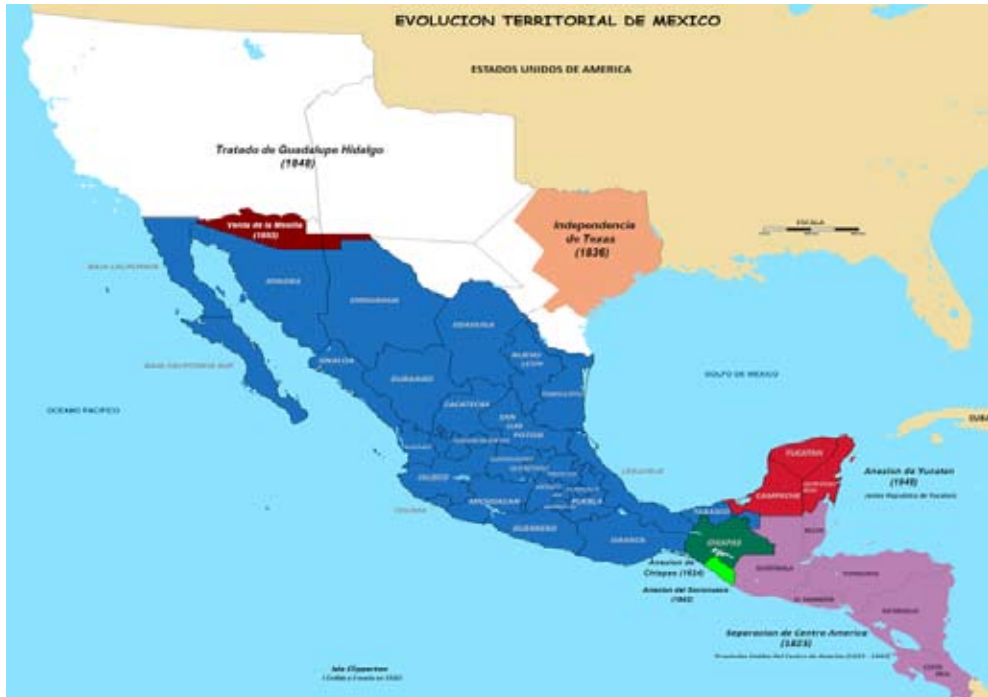 EVOLUCION TERRITORIAL DE MEXICO
ESTADOS UNIDOS DE AMERICA
Tratado de Guadalupe Hidalgo
(1848)
Venta de la Mesilla
(1853)
Independencia
de Texas
(1836)
ESCALA
BAJA CALIFORNIA
SONORA
CHIHUAHUA
COAHUILA
BAJA CALIFORNIA SUR
SINALOA
NUEVO
LEON
DURANGO
TAMAULIPAS
GOLFO DE MEXICO
ZACATECAS
SAN
LUIS
POTOSI
OCEANO PACIFICO
CUBA
JALISCO
VERACRUZ
YUCATAN
Anexion de Yucatan
CAMPECHE
MICHOACAN
PUEBLA
COLIMA
TABASCO
GUERRERO
OAXACA
CHIAPAS
Anexion de
Chiapas (1824)
GUATEMALA
Anexion del Soconusco
(1842)
EL SALVADOR
NICARAGUA
Separacion de Centro America
(1823)
COSTA
RICA
Isla Clipperton